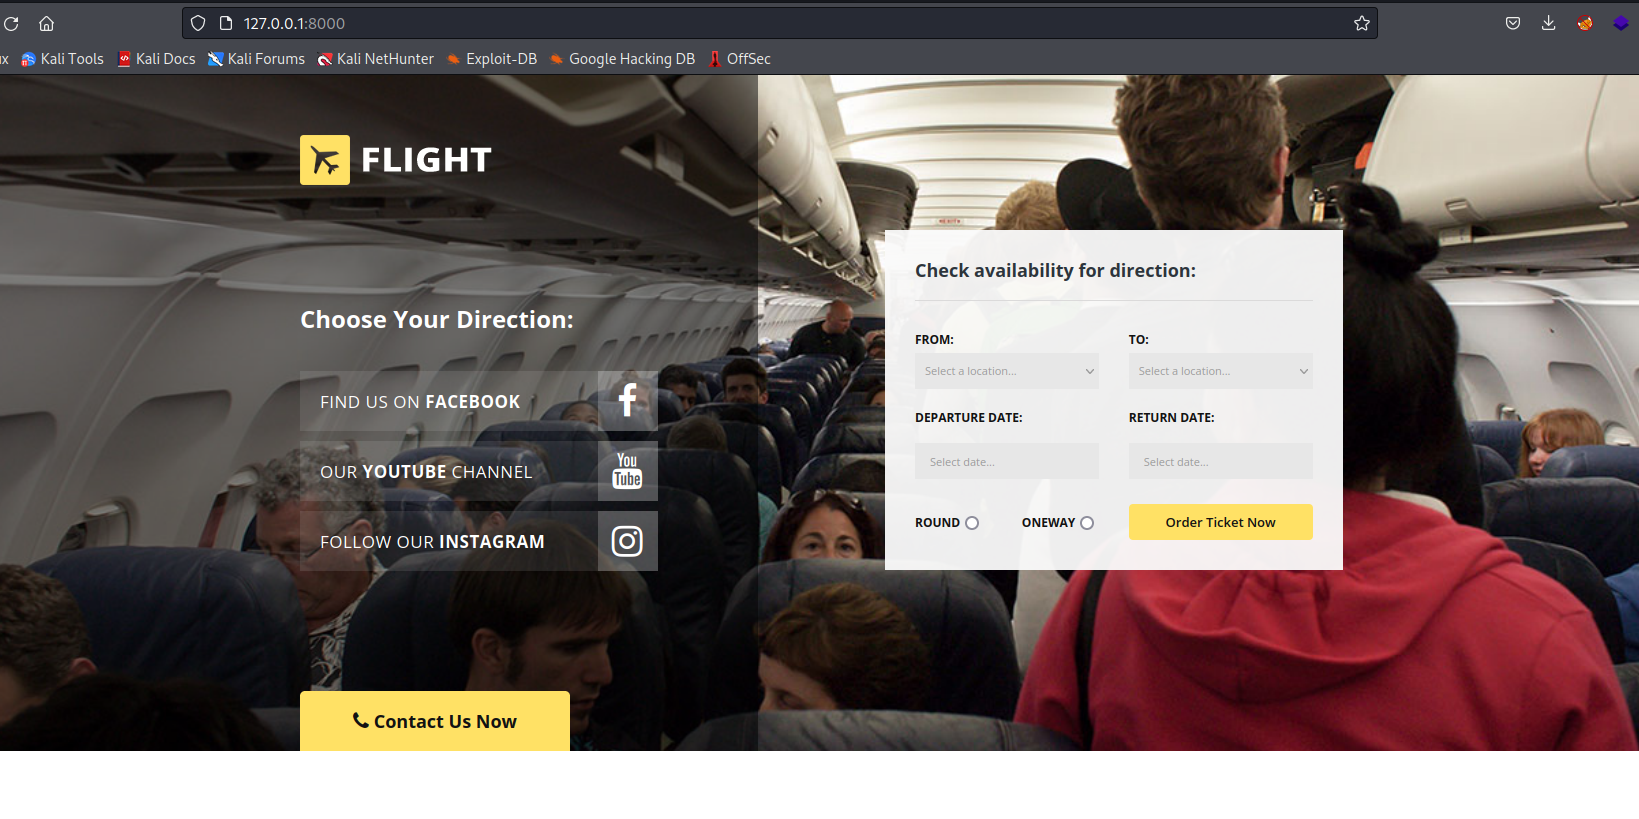 127.0.0.1:8000
Kali Tools Kali Docs Kali Forums Kali NetHunter Exploit-DB Google Hacking DB OffSec
FLIGHT
Choose Your Direction:
FIND US ON FACEBOOK
OUR YOUTUBE CHANNEL
You
Tube
FOLLOW OUR INSTAGRAM
Contact Us Now
Check availability for direction:
FROM: TO:
Select a location... Select a location...
DEPARTURE DATE: RETURN DATE:
Select date... Select date...
ROUND ONEWAY Order Ticket Now